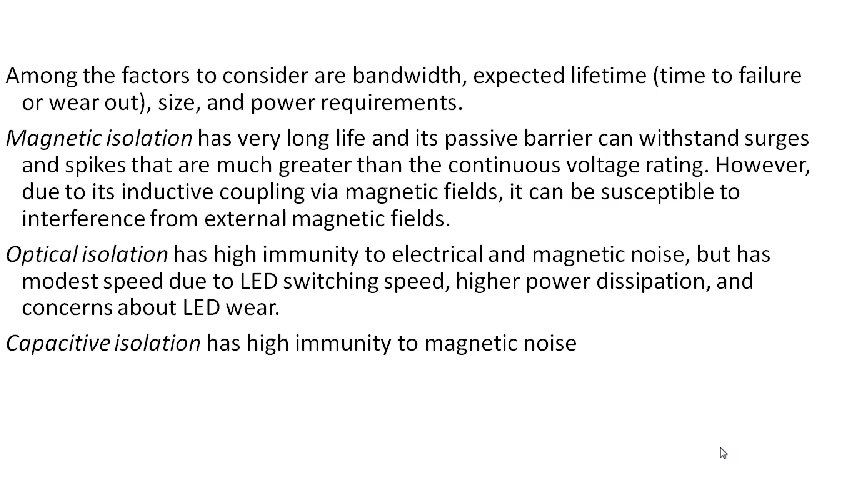 Among the factors to consider are bandwidth, expected lifetime (time to failure
or wear out), size, and power requirements.
Magnetic isolation has very long life and its passive barrier can withstand surges
and spikes that are much greater than the continuous voltage rating. However,
due to its inductive coupling via magnetic fields, it can be susceptible to
interference from external magnetic fields.
Optical isolation has high immunity to electrical and magnetic noise, but has
modest speed due to LED switching speed, higher power dissipation, and
concerns about LED wear.
Capacitive isolation has high immunity to magnetic noise